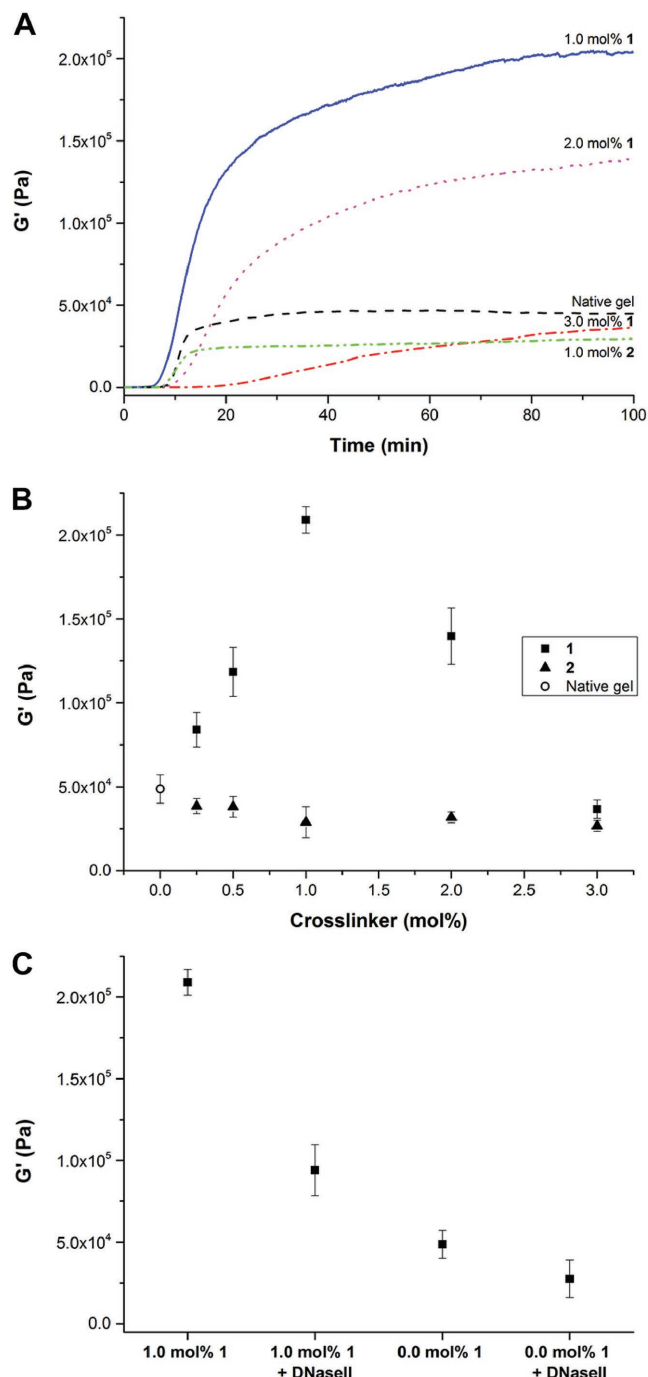 A
2.0x10⁵
1.5x10⁵
1.0x10⁵
5.0x10⁴
0.0
G' (Pa)
1.0 mol% 1
2.0 mol% 1
Native gel
3.0 mol% 1
1.0 mol% 2
0 20 40 60 80 100
Time (min)
B
2.0x10⁵
1.5x10⁵
1.0x10⁵
5.0x10⁴
0.0
G' (Pa)
1
2
Native gel
0.0 0.5 1.0 1.5 2.0 2.5 3.0
Crosslinker (mol%)
C
2.0x10⁵
1.5x10⁵
1.0x10⁵
5.0x10⁴
0.0
G' (Pa)
1.0 mol% 1 1.0 mol% 1 0.0 mol% 1 0.0 mol% 1
+ DNaseII + DNaseII